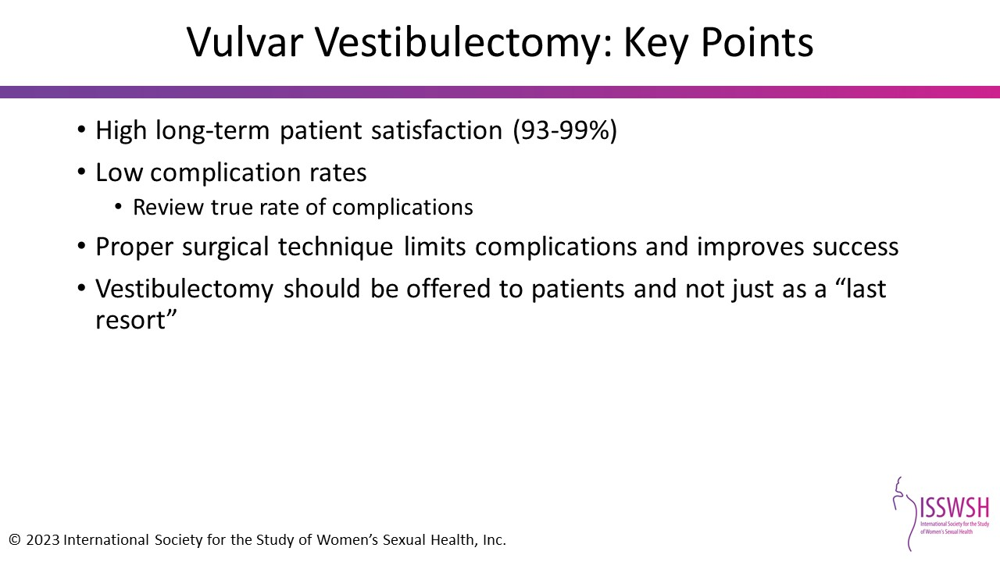 Vulvar Vestibulectomy: Key Points
• High long-term patient satisfaction (93-99%)
• Low complication rates
• Review true rate of complications
• Proper surgical technique limits complications and improves success
• Vestibulectomy should be offered to patients and not just as a “last
resort”
ISSWSH
International Society for the Study
of Women's Sexual Health
© 2023 International Society for the Study of Women’s Sexual Health, Inc.